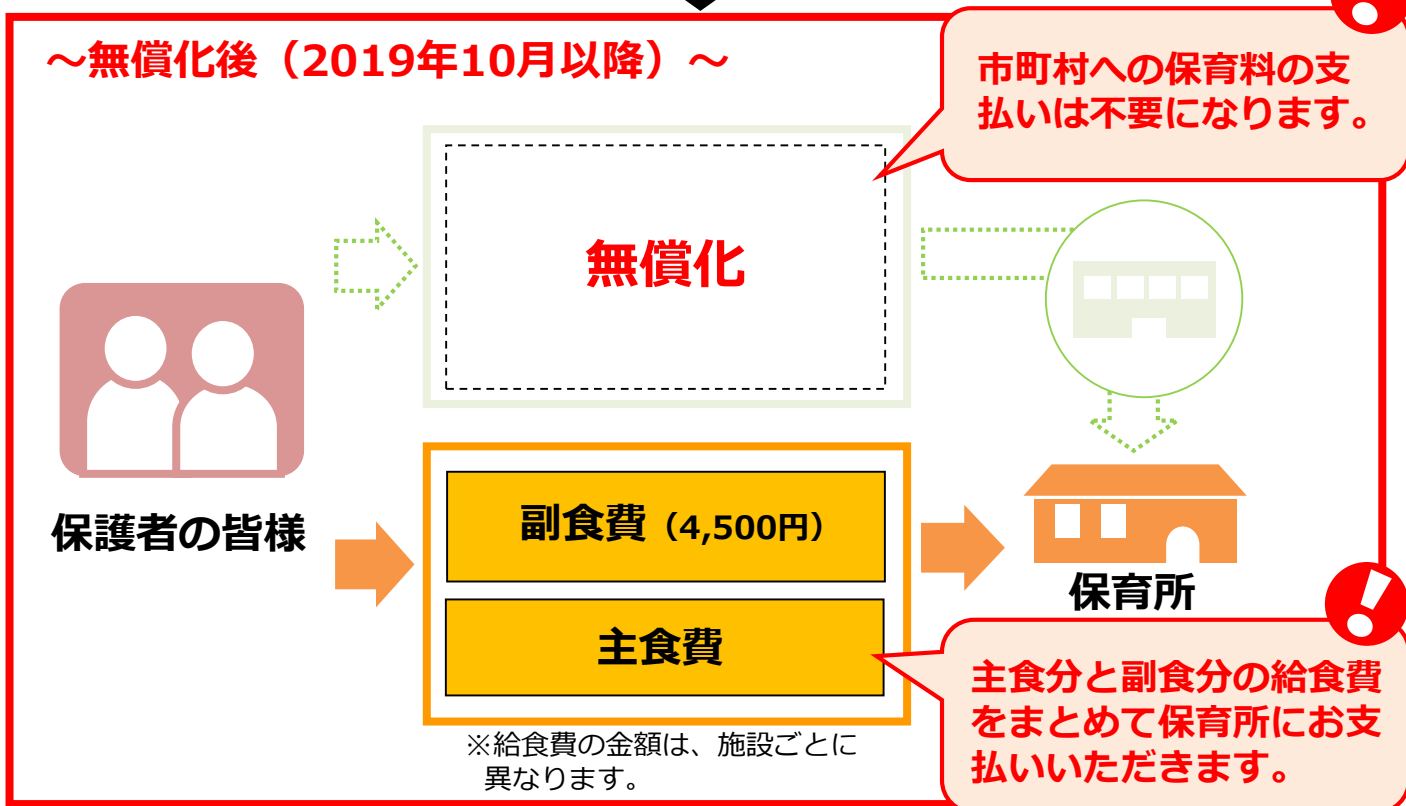 ～無償化後（2019年10月以降）～
市町村への保育料の支
払いは不要になります。
無償化
保護者の皆様
副食費（4,500円）
主食費
保育所
※給食費の金額は、施設ごとに
異なります。
主食分と副食分の給食費
をまとめて保育所にお支
払いいただきます。